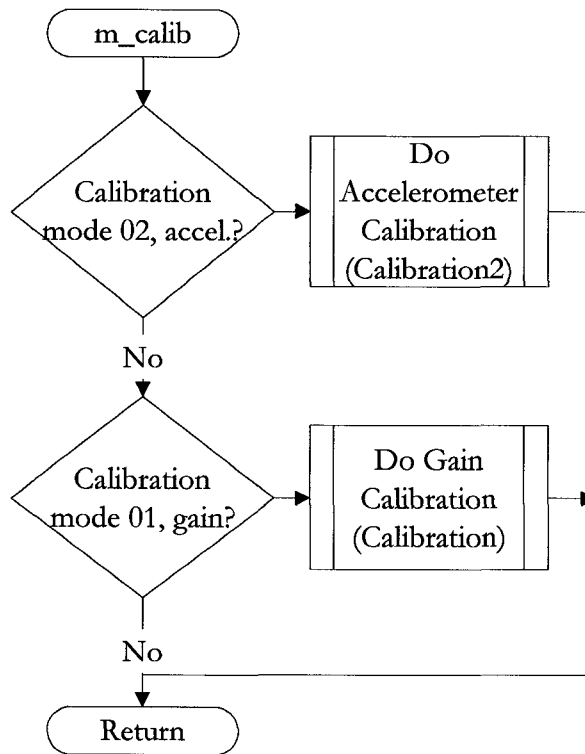 m_calib
Calibration
mode 02, accel.?
Do
Accelerometer
Calibration
(Calibration2)
No
Calibration
mode 01, gain?
Do Gain
Calibration
(Calibration)
No
Return